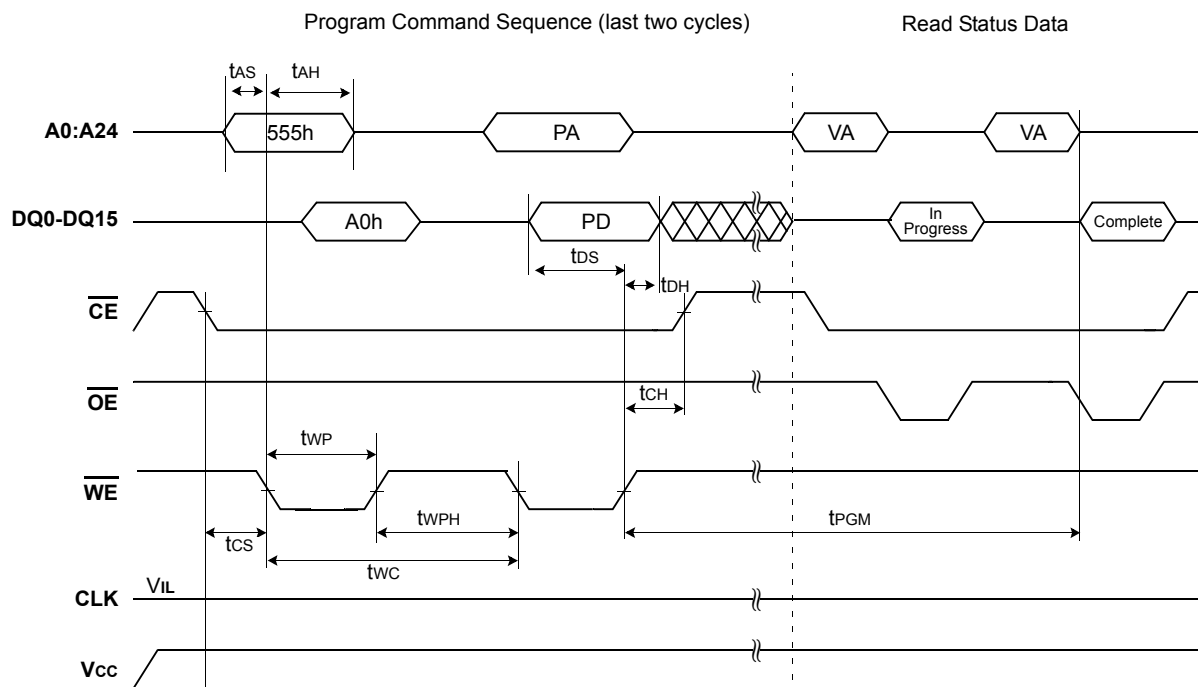 Program Command Sequence (last two cycles) Read Status Data
tAS tAH
A0:A24 555h PA VA VA
DQ0-DQ15 A0h PD In Progress Complete
tDS
tDH
CE
OE
tCH
tWP
WE
tWPH tPGM
tCS
tWC
VIL
CLK
VCC